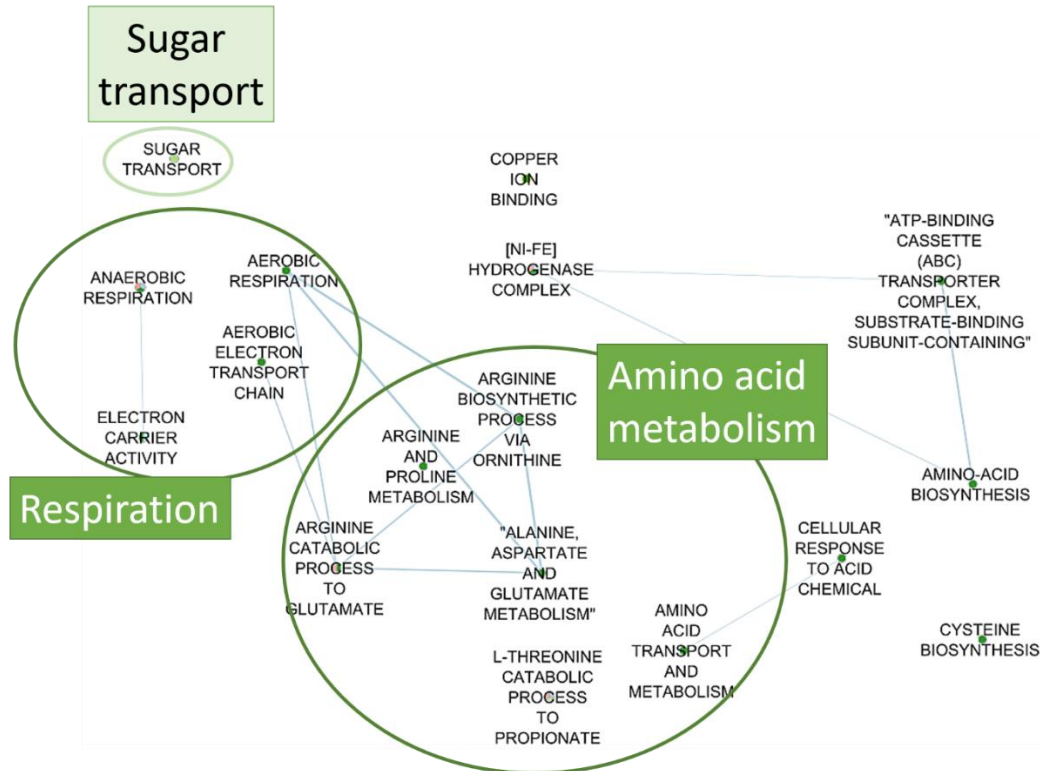 Sugar
transport
SUGAR
TRANSPORT
COPPER
ION
BINDING
"ATP-BINDING
CASSETTE
(ABC)
TRANSPORTER
COMPLEX,
SUBSTRATE-BINDING
SUBUNIT-CONTAINING"
[NI-FE]
HYDROGENASE
COMPLEX
ANAEROBIC
RESPIRATION
AEROBIC
RESPIRATION
AEROBIC
ELECTRON
TRANSPORT
CHAIN
ELECTRON
CARRIER
ACTIVITY
Respiration
Amino acid
metabolism
ARGININE
BIOSYNTHETIC
PROCESS
VIA
ORNITHINE
ARGININE
AND
PROLINE
METABOLISM
ARGININE
CATABOLIC
PROCESS
TO
GLUTAMATE
"ALANINE,
ASPARTATE
AND
GLUTAMATE
METABOLISM"
AMINO-ACID
BIOSYNTHESIS
CELLULAR
RESPONSE
TO ACID
CHEMICAL
AMINO
ACID
TRANSPORT
AND
METABOLISM
CYSTEINE
BIOSYNTHESIS
L-THREONINE
CATABOLIC
PROCESS
TO
PROPIONATE